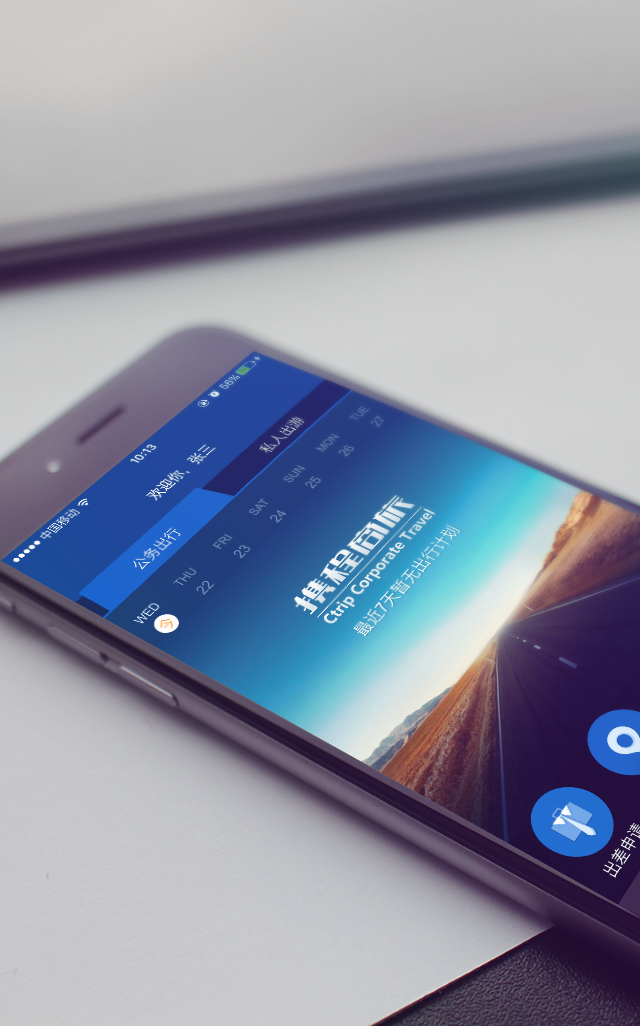 中国移动 10:13 56%
欢迎你，张三
公务出行 私人出游
WED THU FRI SAT SUN MON TUE
今 22 23 24 25 26 27
携程商旅
Ctrip Corporate Travel
最近7天暂无出行计划
出差申请